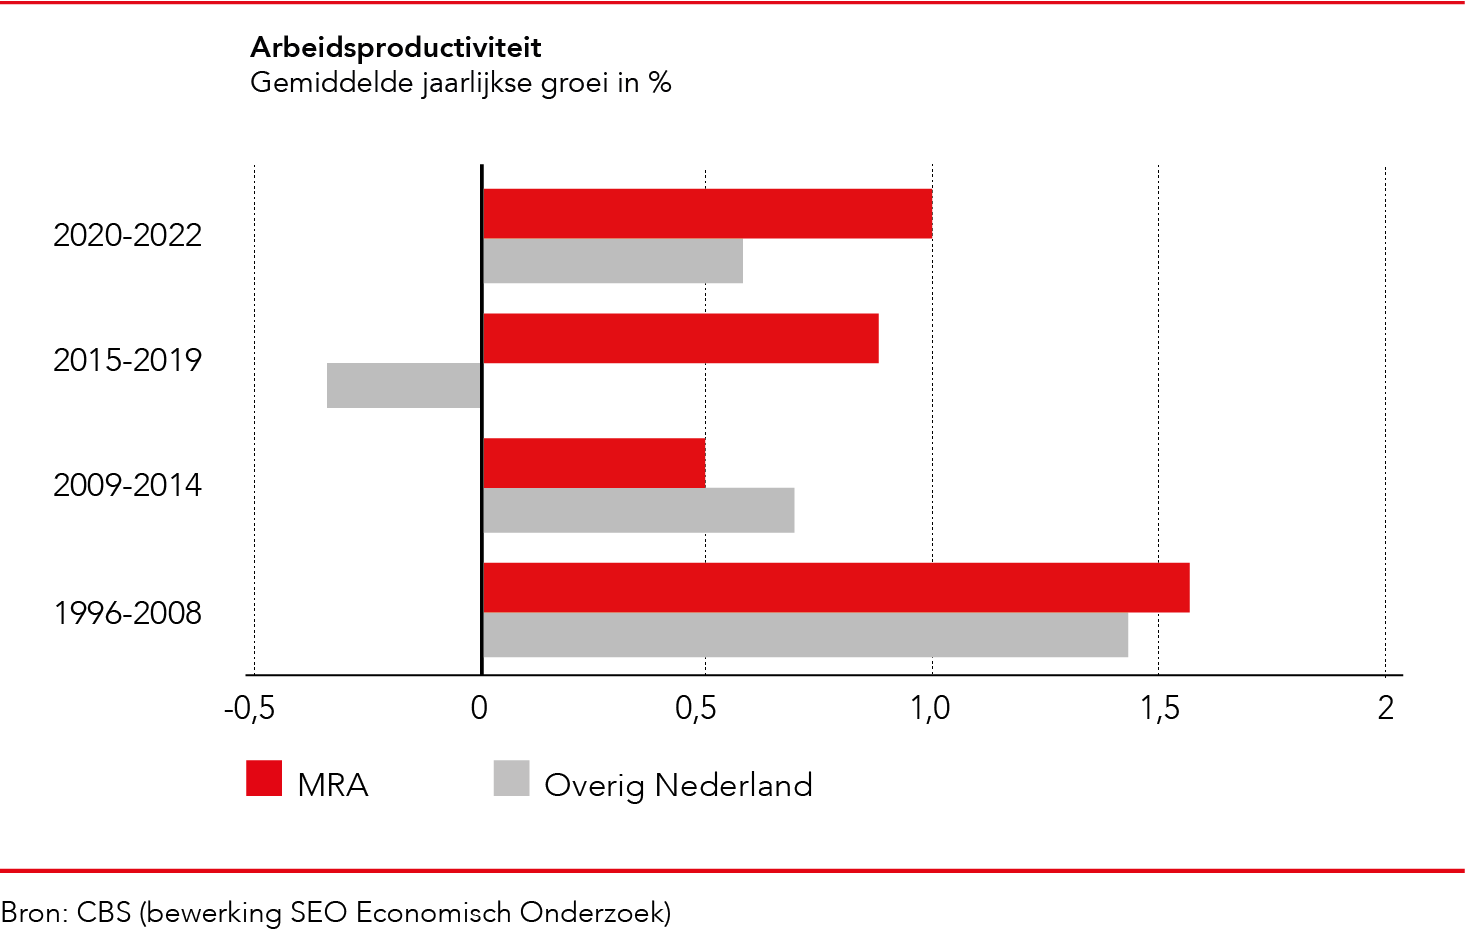 Arbeidsproductiviteit
Gemiddelde jaarlijkse groei in %
2020-2022
2015-2019
2009-2014
1996-2008
-0,5 0 0,5 1,0 1,5 2
MRA Overig Nederland
Bron: CBS (bewerking SEO Economisch Onderzoek)